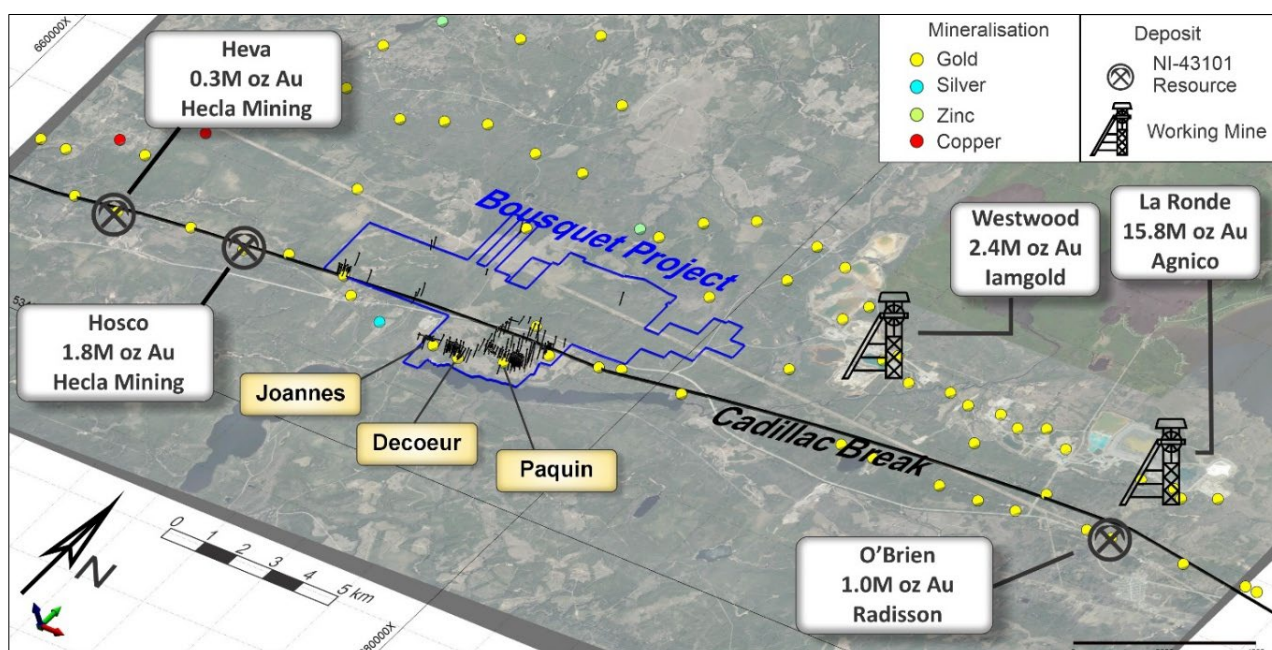 660000X
Heva
0.3M oz Au
Hecla Mining
Mineralisation
Gold
Silver
Zinc
Copper
Deposit
NI-43101
Resource
Working Mine
Bousquet Project
Westwood
2.4M oz Au
Iamgold
La Ronde
15.8M oz Au
Agnico
Hosco
1.8M oz Au
Hecla Mining
Joannes
Decoeur
Paquin
Cadillac Break
O'Brien
1.0M oz Au
Radisson
N
0 1 2 3 4 5 km